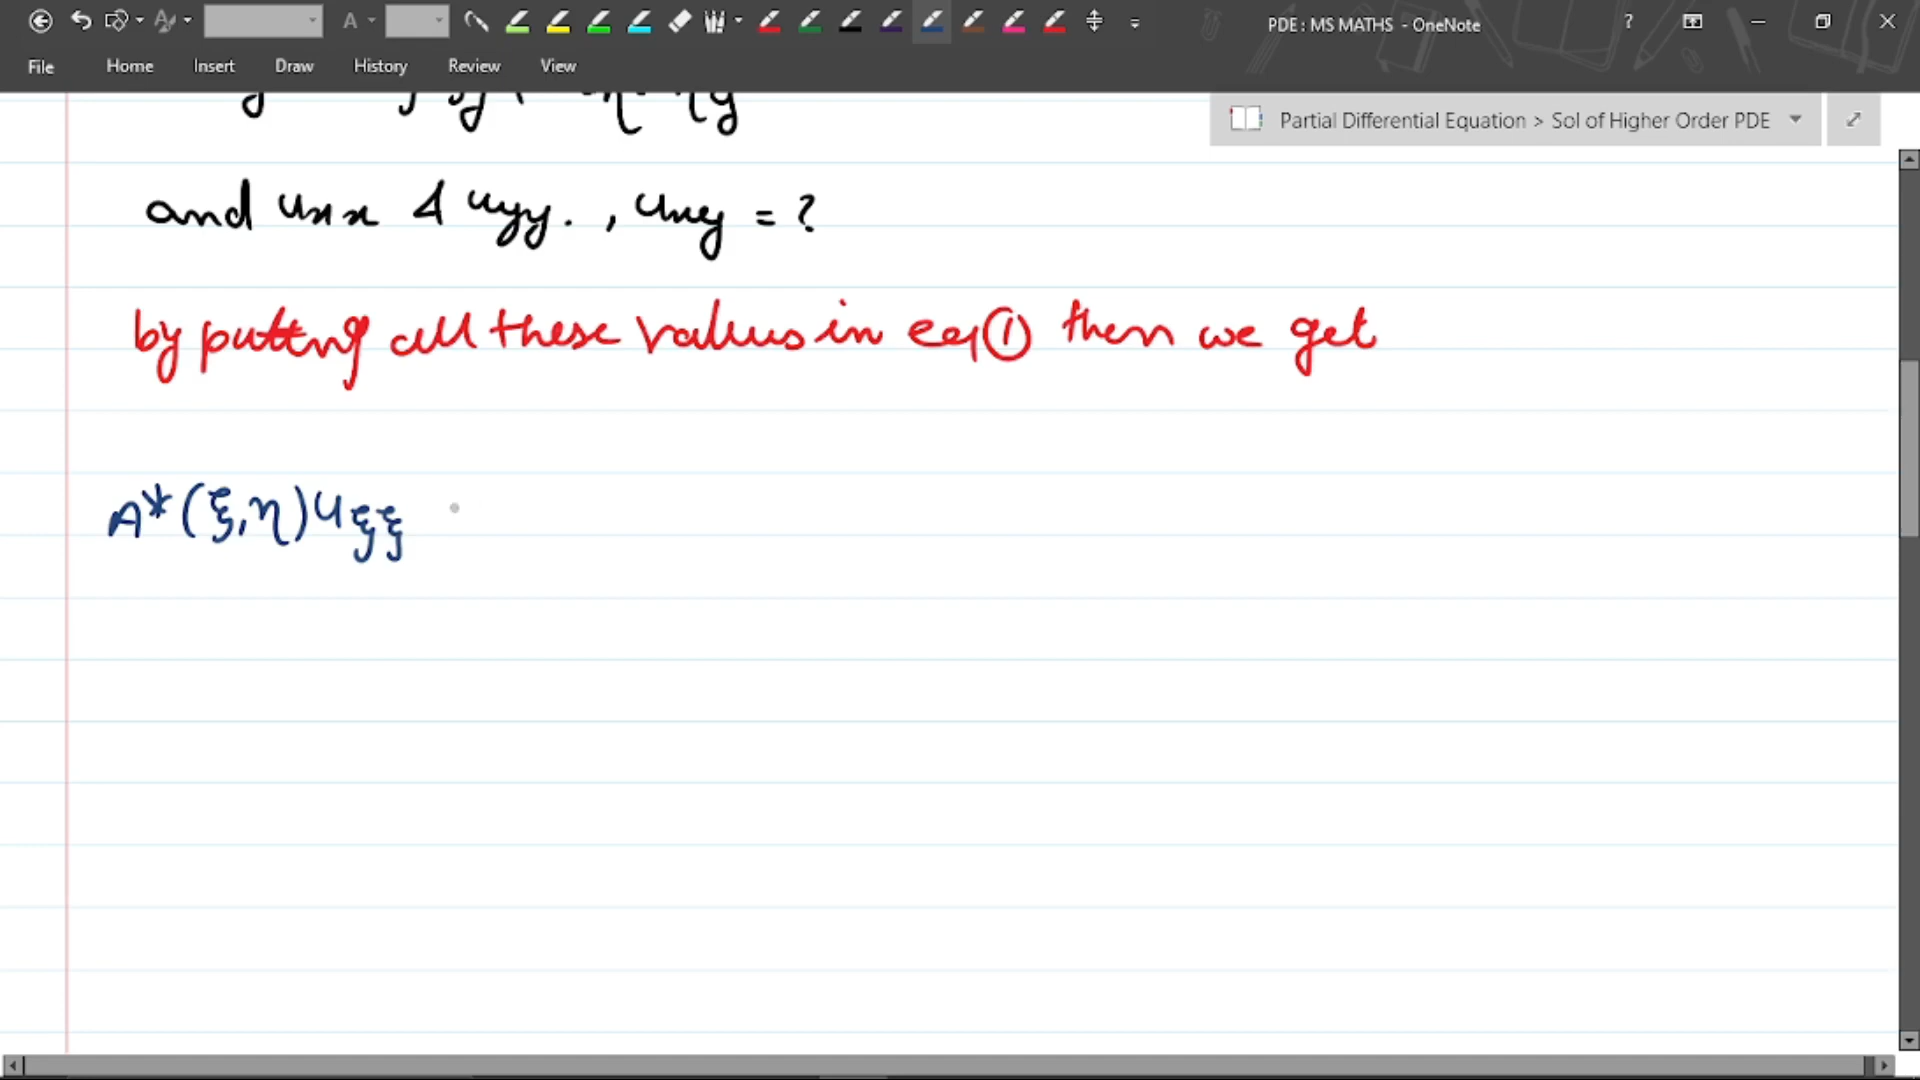 PDE : MS MATHS - OneNote
File Home Insert Draw History Review View
Partial Differential Equation > Sol of Higher Order PDE
and uxx & uyy. , uxy = ?
by putting all these values in eq ① then we get
A*(ξ,η)uξξ